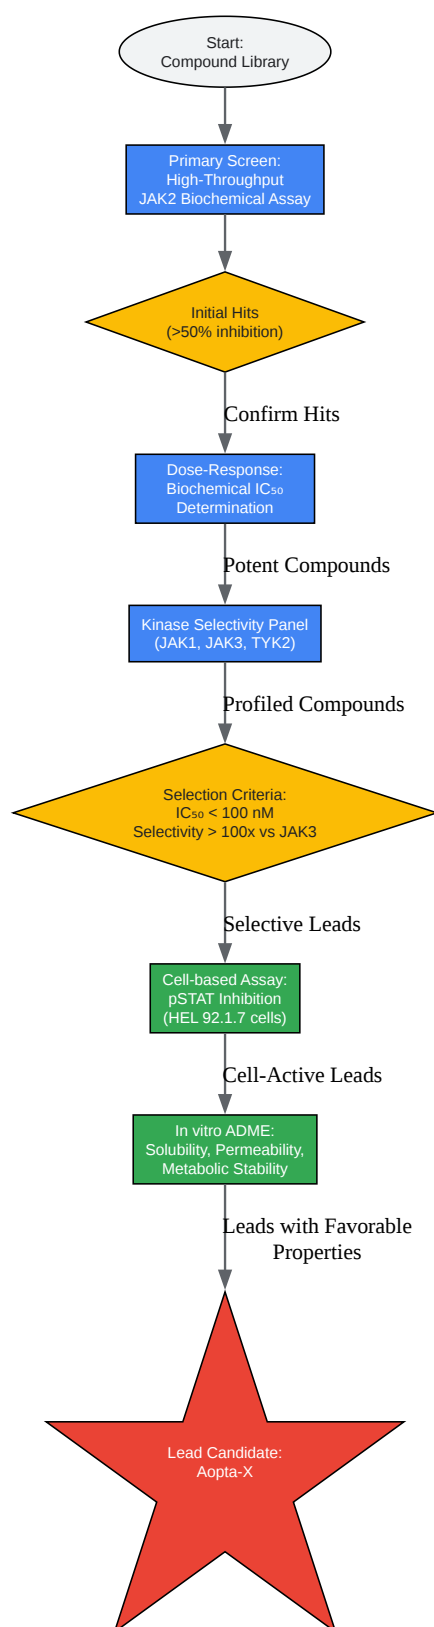 Start:
Compound Library
Primary Screen:
High-Throughput
JAK2 Biochemical Assay
Initial Hits
(>50% inhibition)
Confirm Hits
Dose-Response:
Biochemical IC₅₀
Determination
Potent Compounds
Kinase Selectivity Panel
(JAK1, JAK3, TYK2)
Profiled Compounds
Selection Criteria:
IC₅₀ < 100 nM
Selectivity > 100x vs JAK3
Selective Leads
Cell-based Assay:
pSTAT Inhibition
(HEL 92.1.7 cells)
Cell-Active Leads
In vitro ADME:
Solubility, Permeability,
Metabolic Stability
Leads with Favorable
Properties
Lead Candidate:
Aopta-X